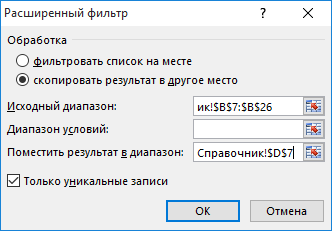 Расширенный фильтр
Обработка
фильтровать список на месте
скопировать результат в другое место
Исходный диапазон: ик!$B$7:$B$26
Диапазон условий:
Поместить результат в диапазон: Справочник!$D$7
Только уникальные записи
ОК Отмена